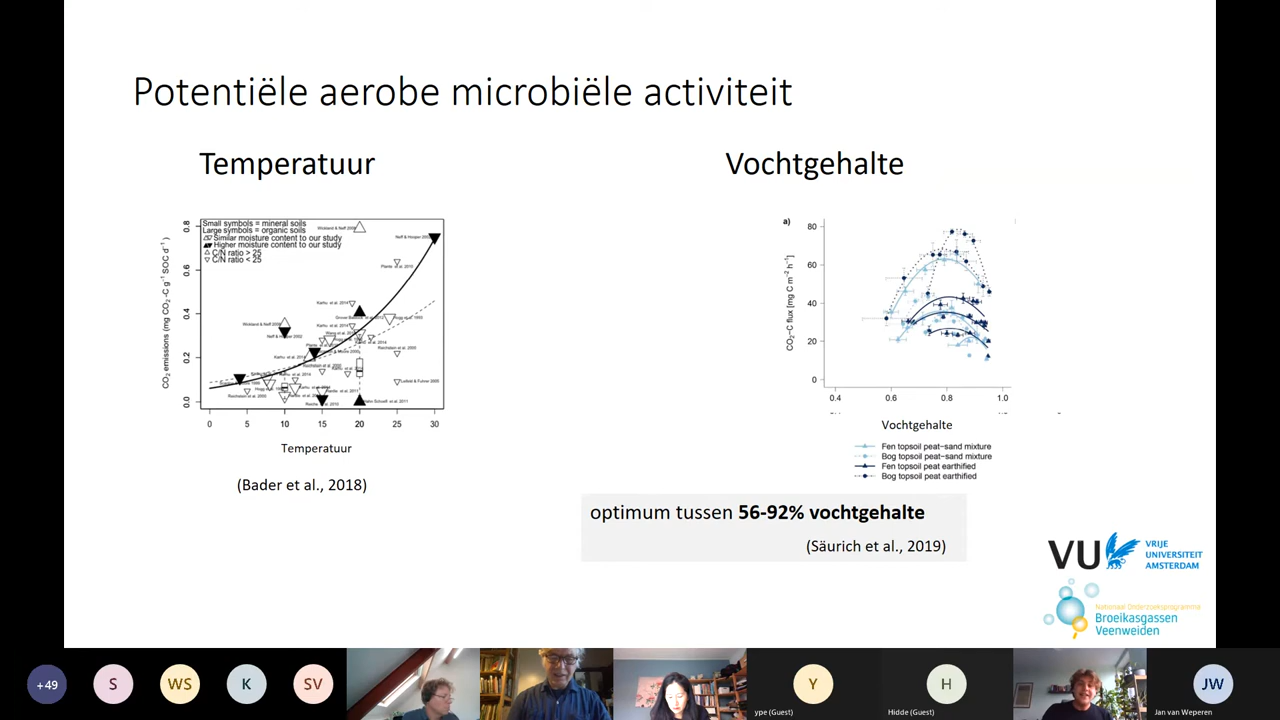 Potentiële aerobe microbiële activiteit
Temperatuur
Vochtgehalte
Small symbols = mineral soils
Large symbols = organic soils
Similar moisture content to our study
Higher moisture content to our study
C/N ratio > 25
C/N ratio < 25
CO2 emissions (mg CO2-C g-1 SOC d-1)
0.8
0.6
0.4
0.2
0.0
0 5 10 15 20 25 30
Temperatuur
(Bader et al., 2018)
a)
CO2-C flux [mg C m-2 h-1]
80
60
40
20
0
0.4 0.6 0.8 1.0
Vochtgehalte
Fen topsoil peat-sand mixture
Bog topsoil peat-sand mixture
Fen topsoil peat earthified
Bog topsoil peat earthified
optimum tussen 56-92% vochtgehalte
(Säurich et al., 2019)
VU
VRIJE
UNIVERSITEIT
AMSTERDAM
Nationaal Onderzoeksprogramma
Broeikasgassen
Veenweiden
+49
S
WS
K
SV
Y
ype (Guest)
H
Hidde (Guest)
JW
Jan van Weperen